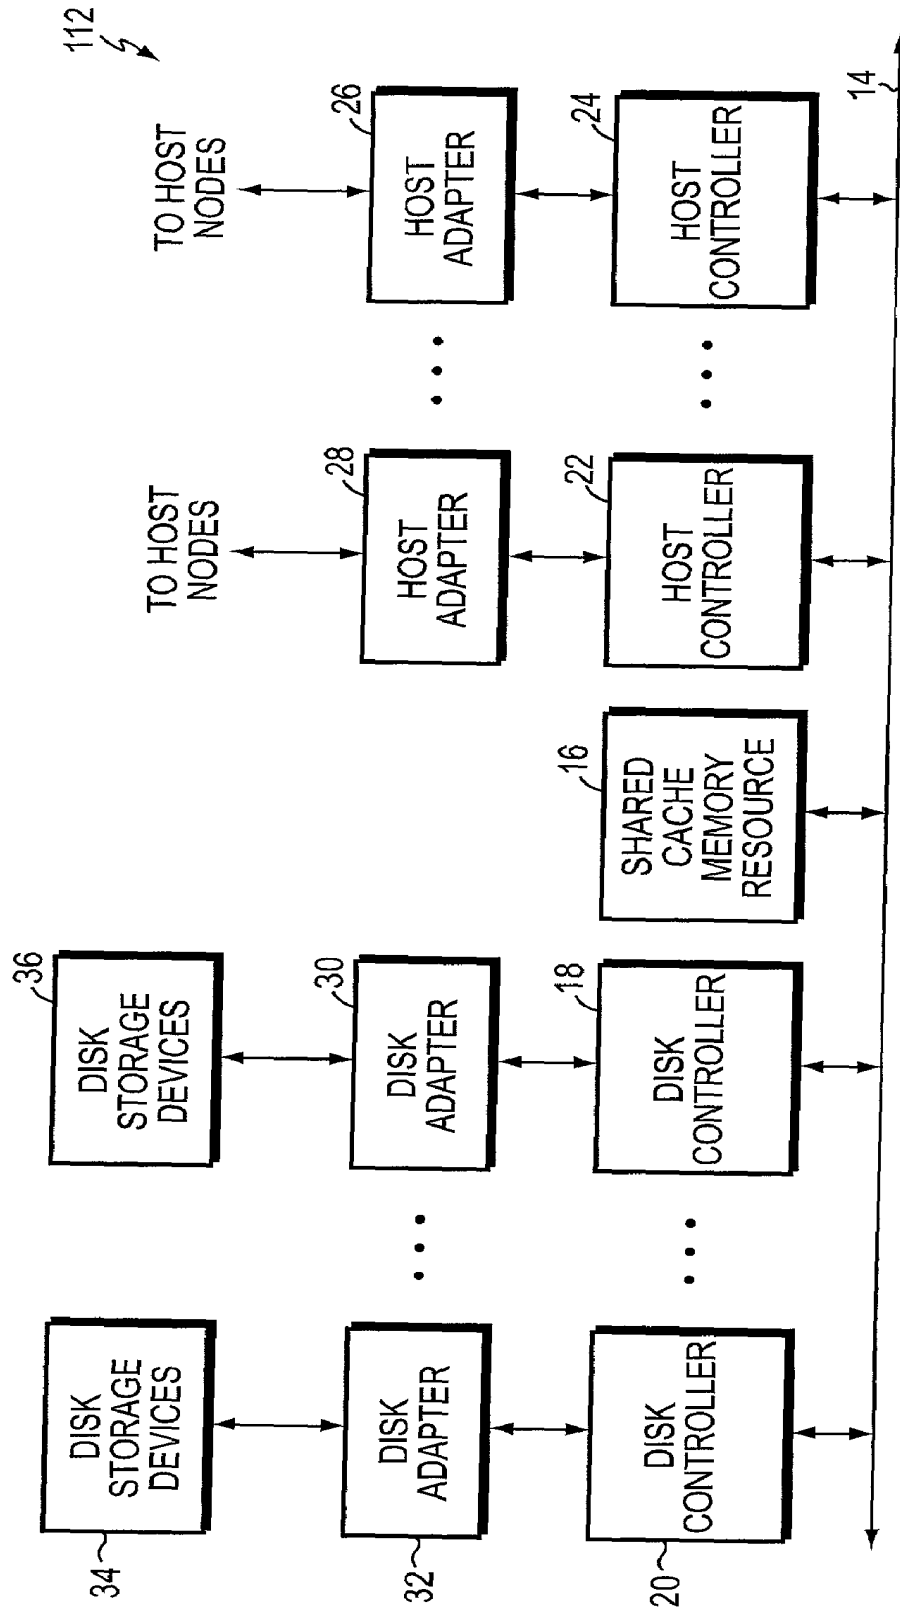 112
TO HOST
NODES
TO HOST
NODES
36
DISK
STORAGE
DEVICES
34
DISK
STORAGE
DEVICES
26
HOST
ADAPTER
28
HOST
ADAPTER
30
DISK
ADAPTER
32
DISK
ADAPTER
24
HOST
CONTROLLER
22
HOST
CONTROLLER
16
SHARED
CACHE
MEMORY
RESOURCE
18
DISK
CONTROLLER
20
DISK
CONTROLLER
14